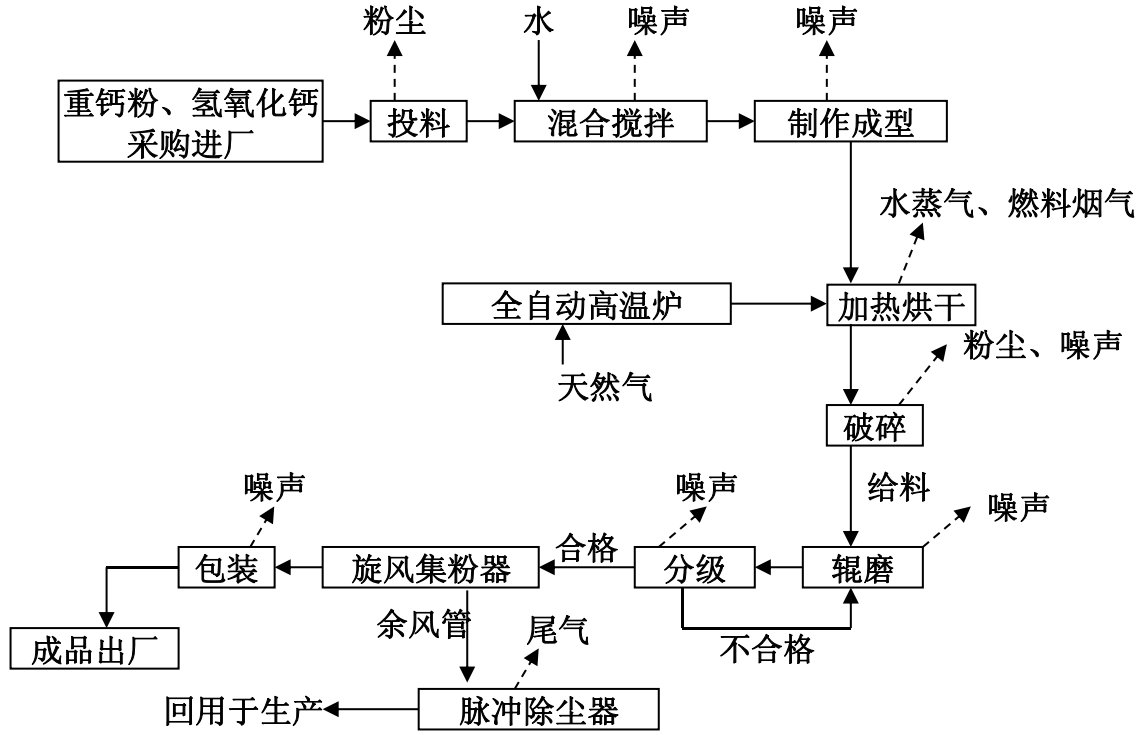 粉尘
水
噪声
噪声
重钙粉、氢氧化钙
采购进厂
投料
混合搅拌
制作成型
水蒸气、燃料烟气
全自动高温炉
加热烘干
粉尘、噪声
天然气
破碎
给料
噪声
噪声
噪声
合格
包装
旋风集粉器
分级
辊磨
余风管
尾气
不合格
成品出厂
回用于生产
脉冲除尘器